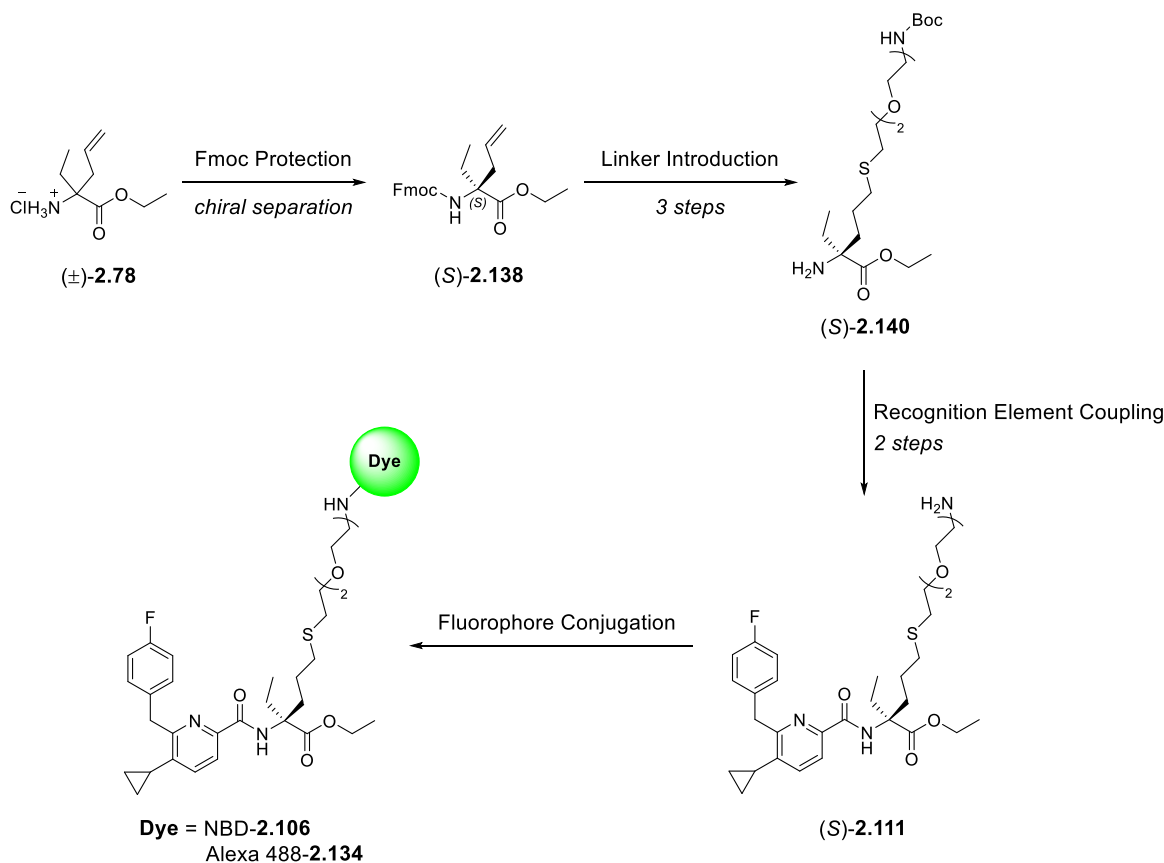 ClH₃N⁺ ⁻
O
O
(±)-2.78
Fmoc Protection
chiral separation
Fmoc
N
H
(S)
O
O
(S)-2.138
Linker Introduction
3 steps
HN
Boc
O
2
S
H₂N
O
O
(S)-2.140
Recognition Element Coupling
2 steps
H₂N
O
2
S
F
N
O
N
H
O
O
(S)-2.111
Fluorophore Conjugation
Dye
HN
O
2
S
F
N
O
N
H
O
O
Dye = NBD-2.106
Alexa 488-2.134